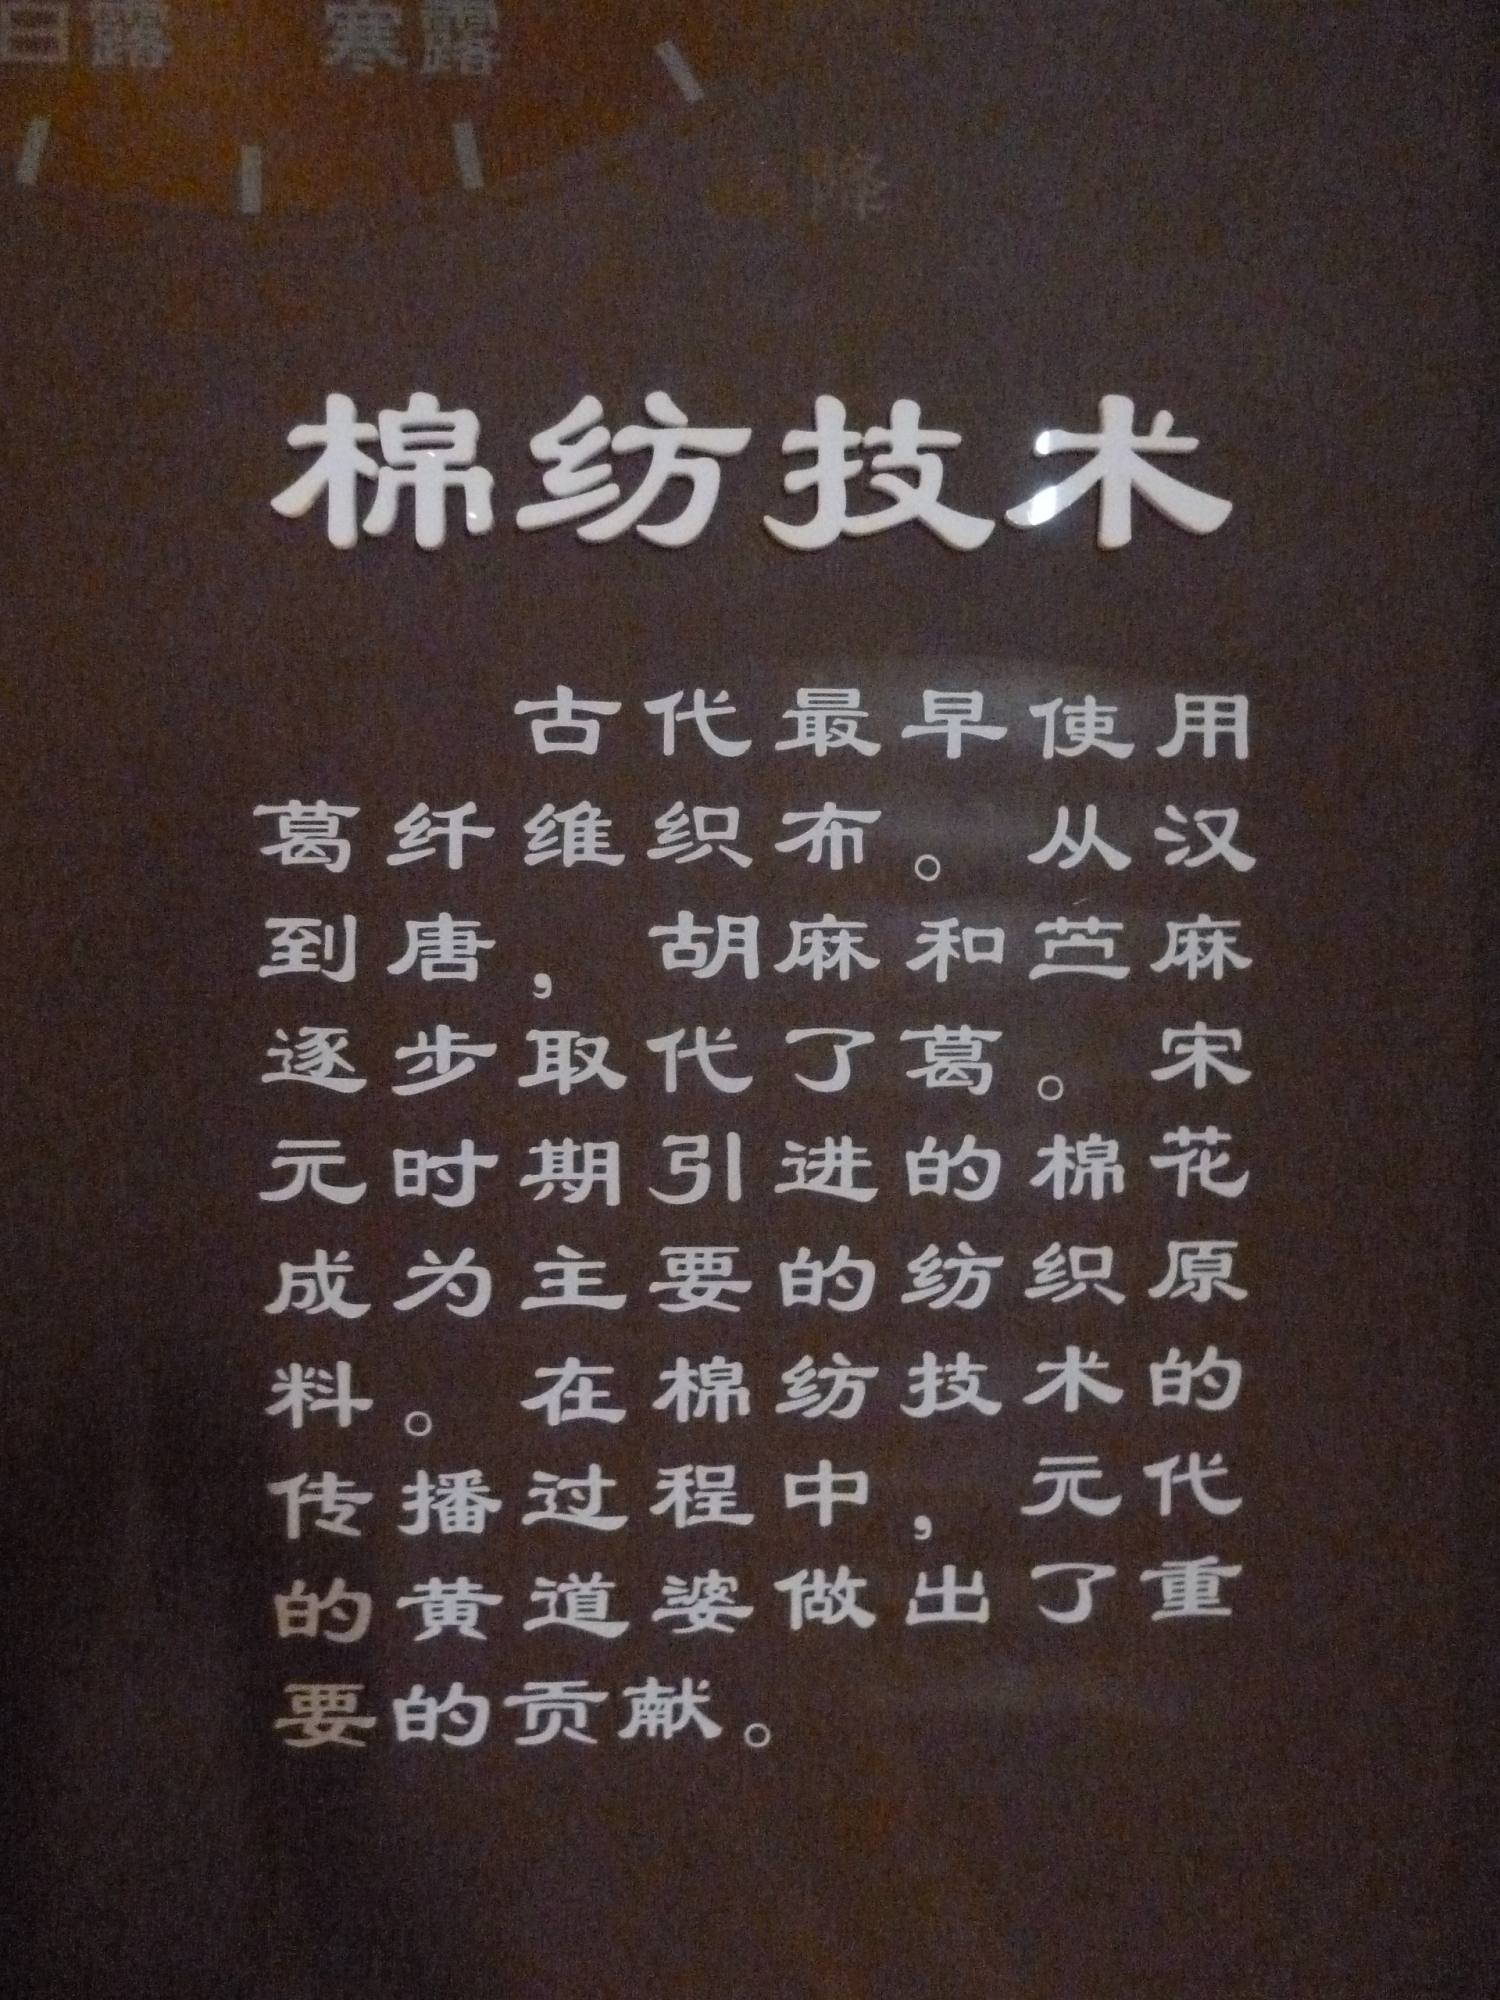 白露 寒露
降
棉纺技术
古代最早使用
葛纤维织布。从汉
到唐，胡麻和苎麻
逐步取代了葛。宋
元时期引进的棉花
成为主要的纺织原
料。在棉纺技术的
传播过程中，元代
的黄道婆做出了重
要的贡献。